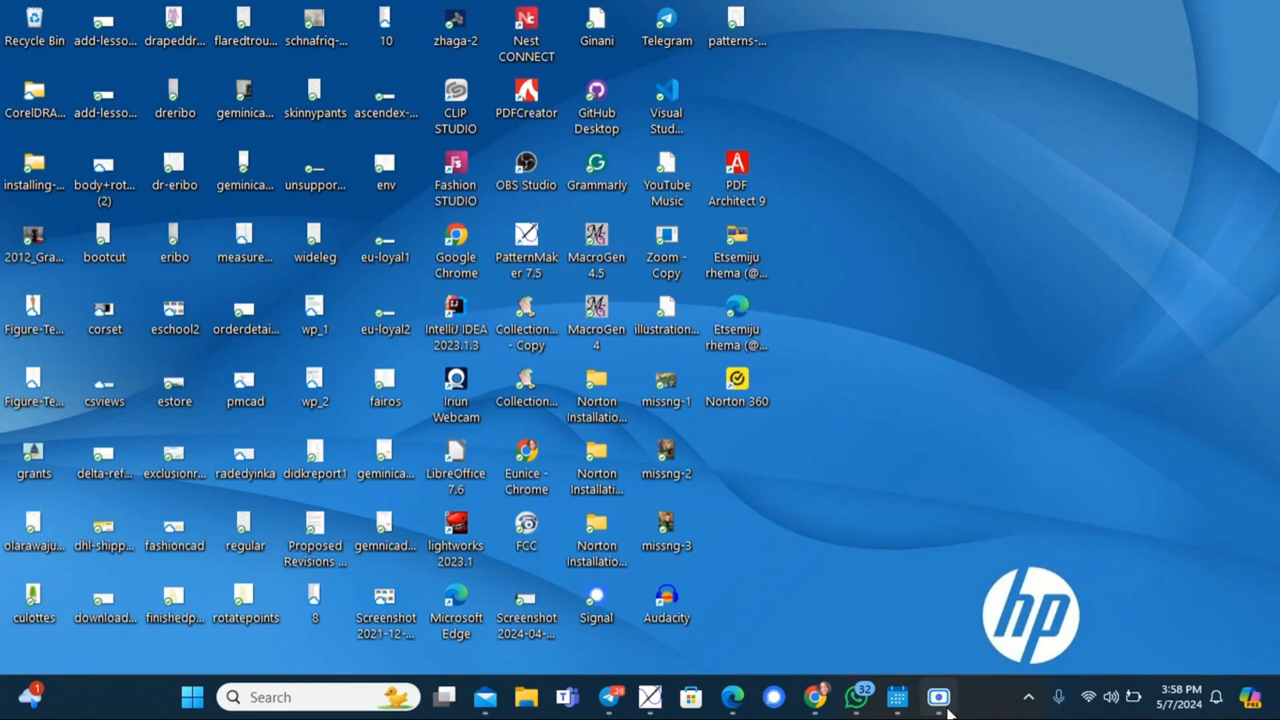 Recycle Bin
add-lesso...
drapeddr...
flaredtrou...
schnafriq-...
10
zhaga-2
Nest
CONNECT
Ginani
Telegram
patterns-...
CorelDRA...
add-lesso...
dreribo
geminica...
skinnypants
ascendex-...
CLIP
STUDIO
PDFCreator
GitHub
Desktop
Visual
Stud...
installing-...
body+rot...
(2)
dr-eribo
geminica...
unsuppor...
env
Fashion
STUDIO
OBS Studio
Grammarly
YouTube
Music
PDF
Architect 9
2012_Gra...
bootcut
eribo
measure...
wideleg
eu-loyal1
Google
Chrome
PatternMak
er 7.5
MacroGen
4.5
Zoom -
Copy
Etsemiju
rhema (@...
Figure-Te...
corset
eschool2
orderdetai...
wp_1
eu-loyal2
IntelliJ IDEA
2023.1.3
Collection...
- Copy
MacroGen
4
illustration...
Etsemiju
rhema (@...
Figure-Te...
csviews
estore
pmcad
wp_2
fairos
Iriun
Webcam
Collection...
Norton
Installatio...
missng-1
Norton 360
grants
delta-ref...
exclusionr...
radedyinka
didkreport1
geminica...
LibreOffice
7.6
Eunice -
Chrome
Norton
Installati...
missng-2
olarawaju...
dhl-shipp...
fashioncad
regular
Proposed
Revisions ...
gemnicad...
lightworks
2023.1
FCC
Norton
Installatio...
missng-3
culottes
download...
finishedp...
rotatepoints
8
Screenshot
2021-12-...
Microsoft
Edge
Screenshot
2024-04-...
Signal
Audacity
hp
1
Search
28
32
3:58 PM
5/7/2024
PRE